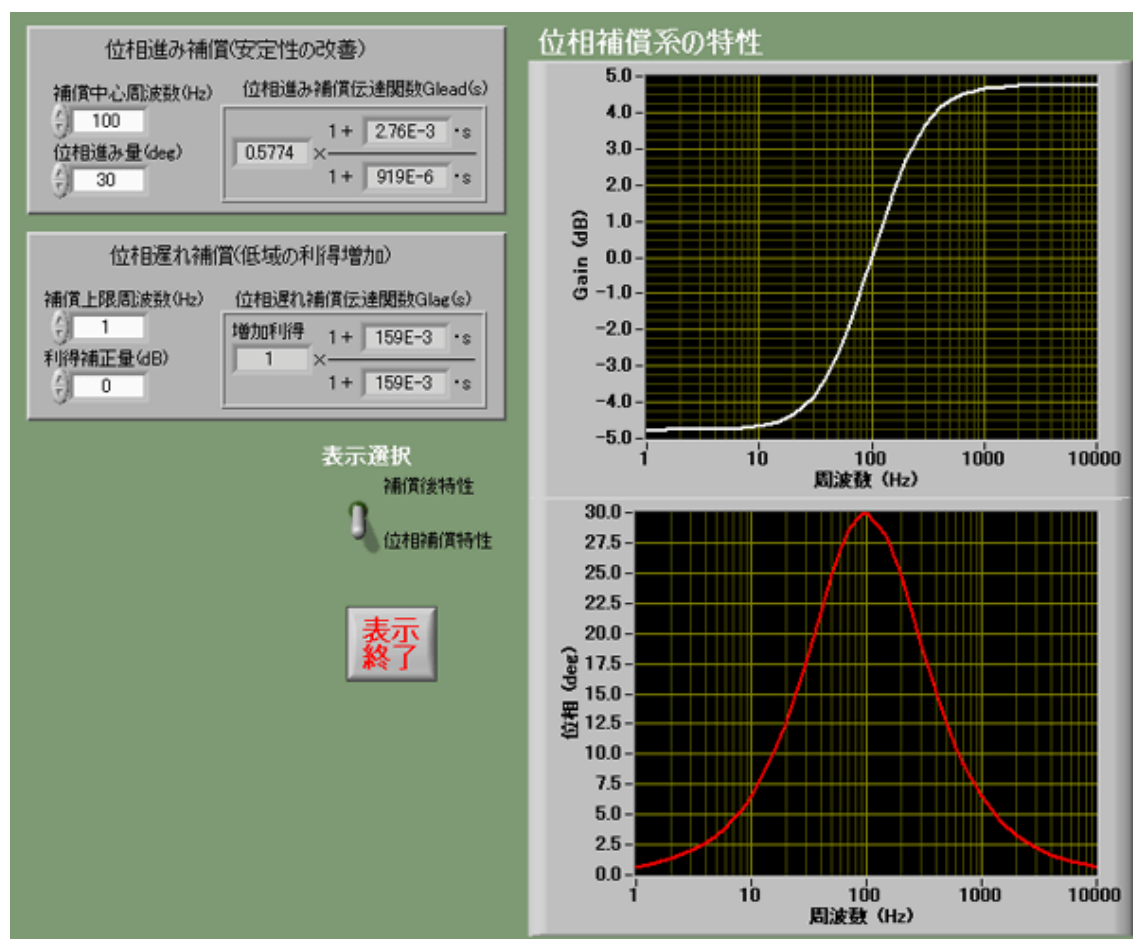 位相進み補償(安定性の改善)
補償中心周波数(Hz)
100
位相進み量(deg)
30
位相進み補償伝達関数Glead(s)
0.5774 ×
1 + 2.76E-3 ・s
1 + 919E-6 ・s
位相遅れ補償(低域の利得増加)
補償上限周波数(Hz)
1
利得補正量(dB)
0
位相遅れ補償伝達関数Glag(s)
増加利得
1 ×
1 + 159E-3 ・s
1 + 159E-3 ・s
表示選択
補償後特性
位相補償特性
表示
終了
位相補償系の特性
5.0
4.0
3.0
2.0
1.0
0.0
-1.0
-2.0
-3.0
-4.0
-5.0
Gain (dB)
1 10 100 1000 10000
周波数 (Hz)
30.0
27.5
25.0
22.5
20.0
17.5
15.0
12.5
10.0
7.5
5.0
2.5
0.0
位相 (deg)
1 10 100 1000 10000
周波数 (Hz)